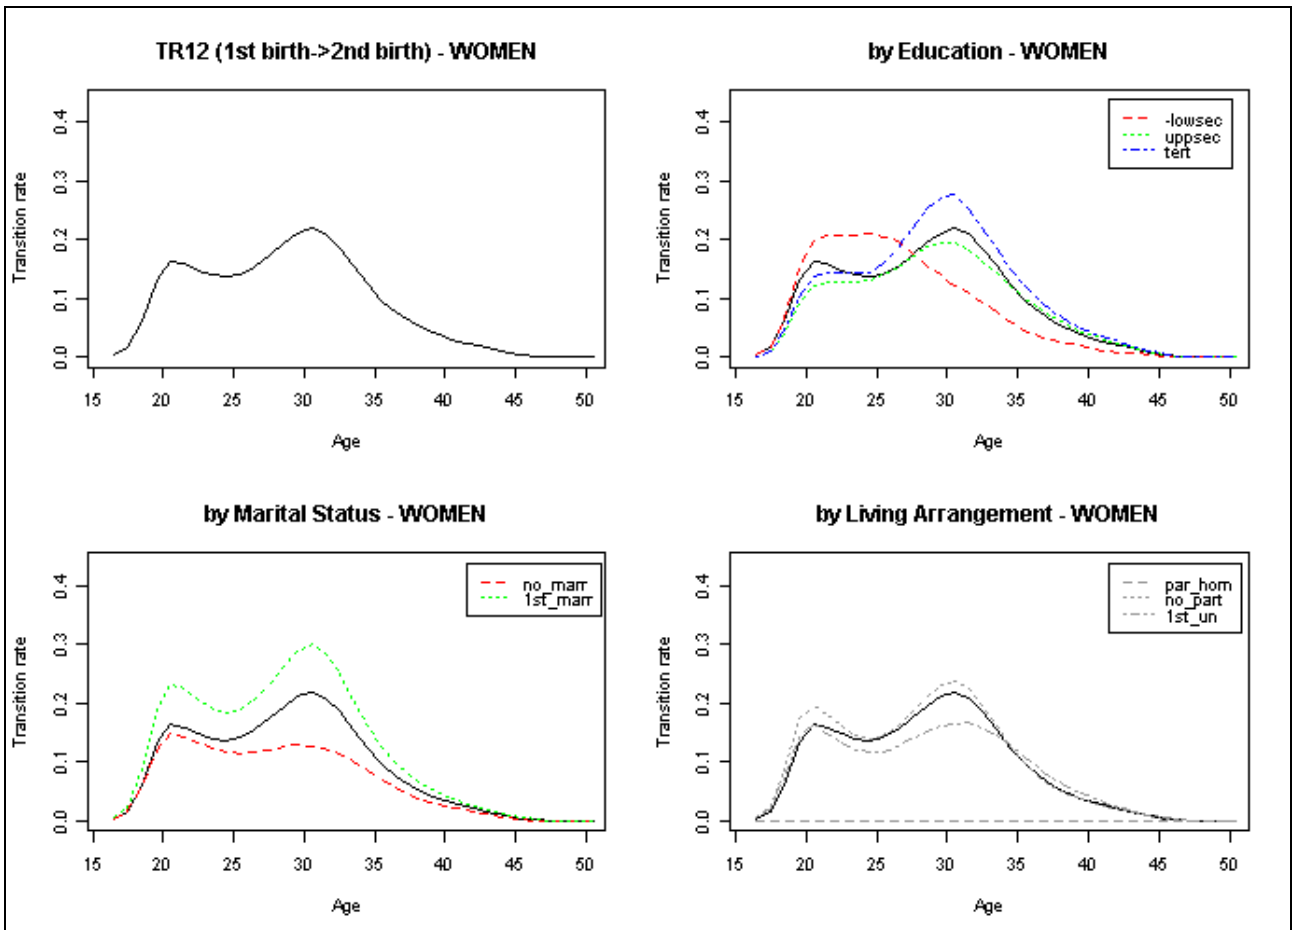 TR12 (1st birth->2nd birth) - WOMEN
Transition rate
0.0 0.1 0.2 0.3 0.4
15 20 25 30 35 40 45 50
Age
by Education - WOMEN
-lowsec
uppsec
tert
Transition rate
0.0 0.1 0.2 0.3 0.4
15 20 25 30 35 40 45 50
Age
by Marital Status - WOMEN
no_marr
1st_marr
Transition rate
0.0 0.1 0.2 0.3 0.4
15 20 25 30 35 40 45 50
Age
by Living Arrangement - WOMEN
par_hom
no_part
1st_un
Transition rate
0.0 0.1 0.2 0.3 0.4
15 20 25 30 35 40 45 50
Age